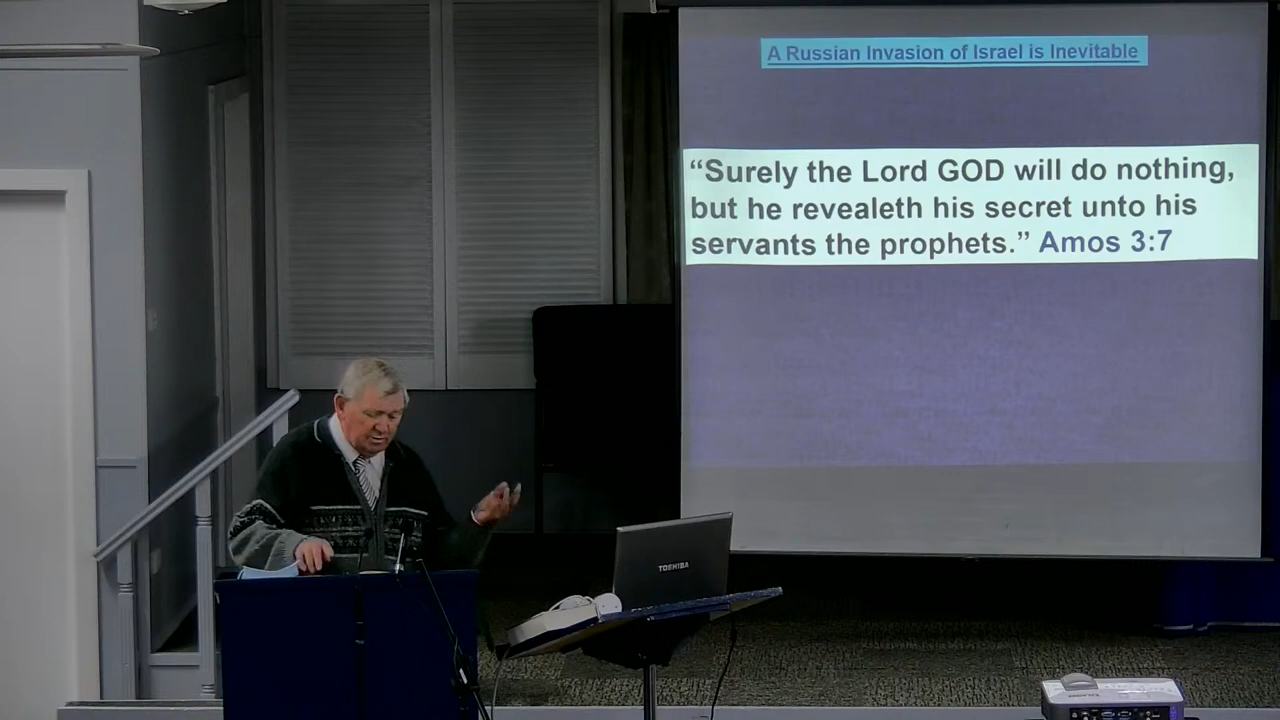 A Russian Invasion of Israel is Inevitable
“Surely the Lord GOD will do nothing,
but he revealeth his secret unto his
servants the prophets.” Amos 3:7
TOSHIBA